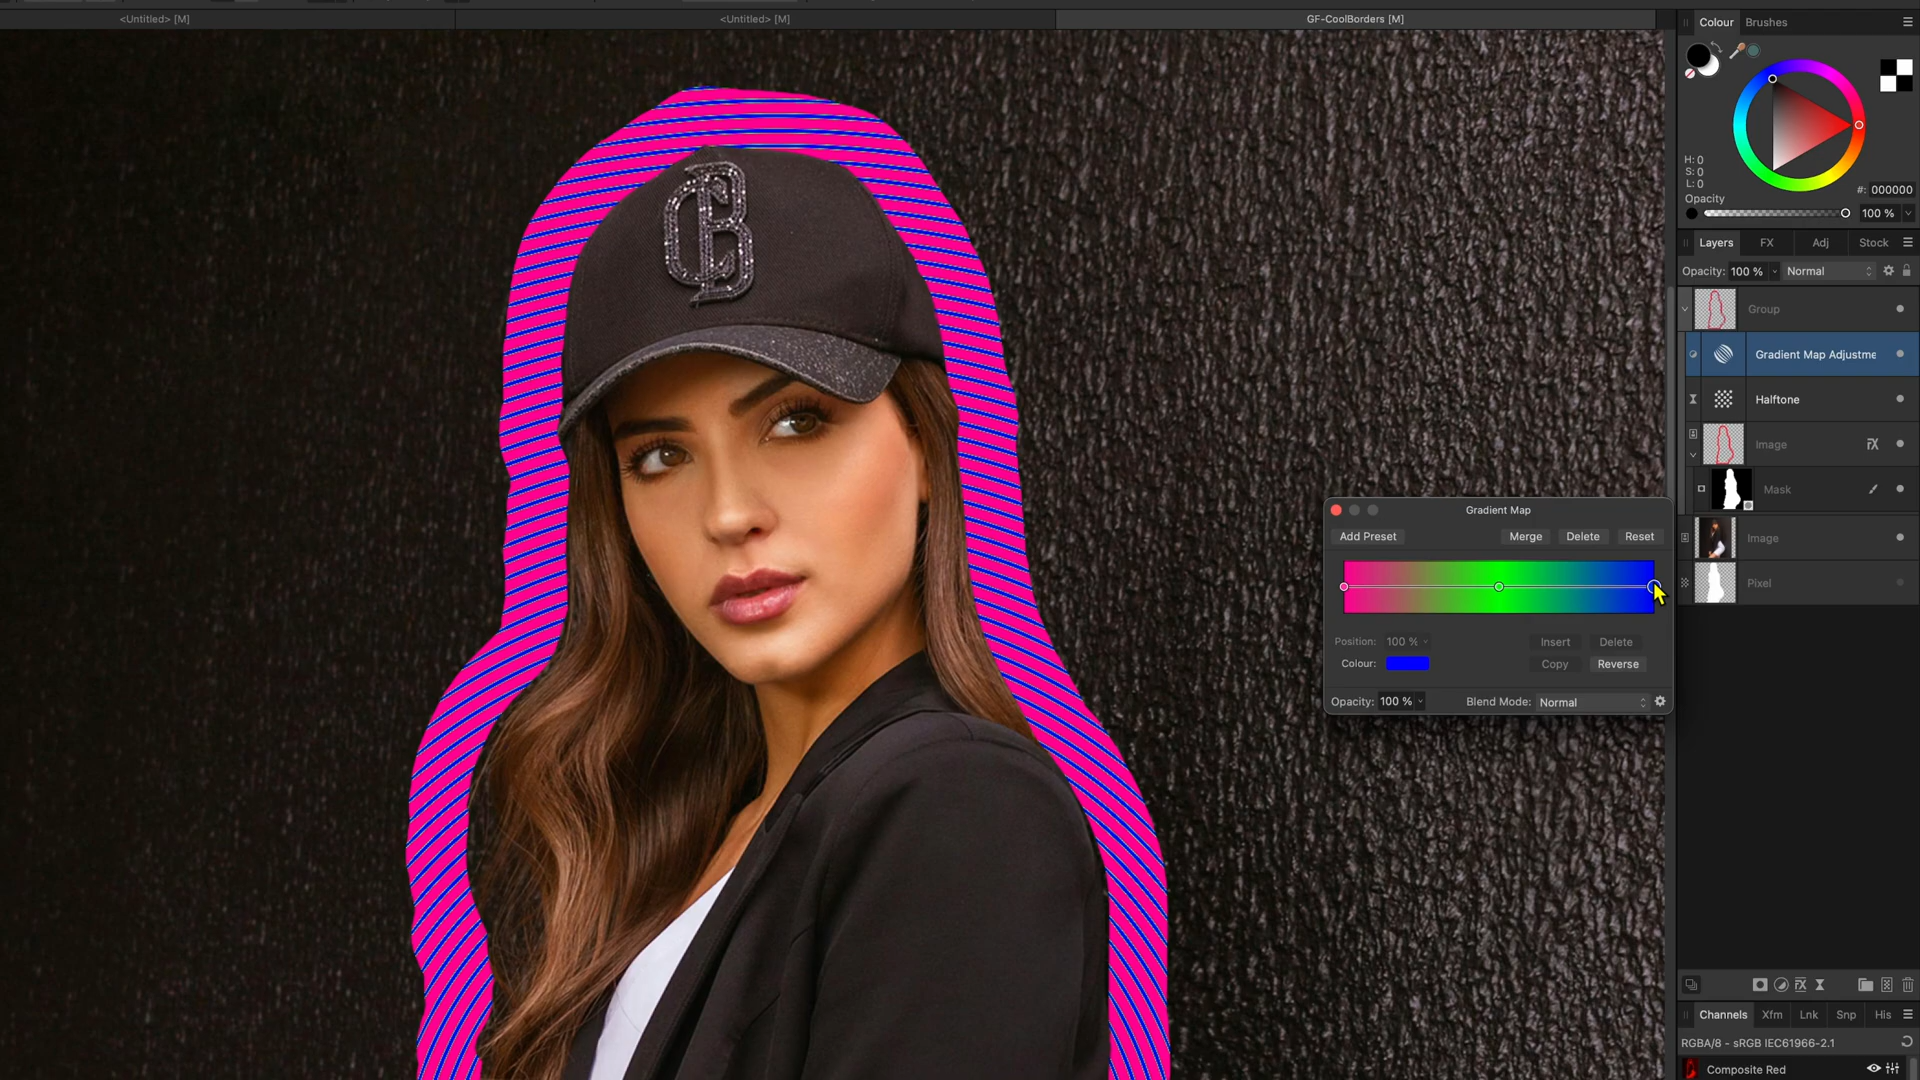 <Untitled> [M]
<Untitled> [M]
GF-CoolBorders [M]
Colour
Brushes
H: 0
S: 0
L: 0
#: 000000
Opacity
100 %
Layers
FX
Adj
Stock
Opacity: 100 %
Normal
Group
Gradient Map Adjustme
Halftone
Image
FX
Mask
Image
Pixel
CB
Gradient Map
Add Preset
Merge
Delete
Reset
Position: 100 %
Insert
Delete
Colour:
Copy
Reverse
Opacity: 100 %
Blend Mode: Normal
Channels
Xfm
Lnk
Snp
His
RGBA/8 - sRGB IEC61966-2.1
Composite Red